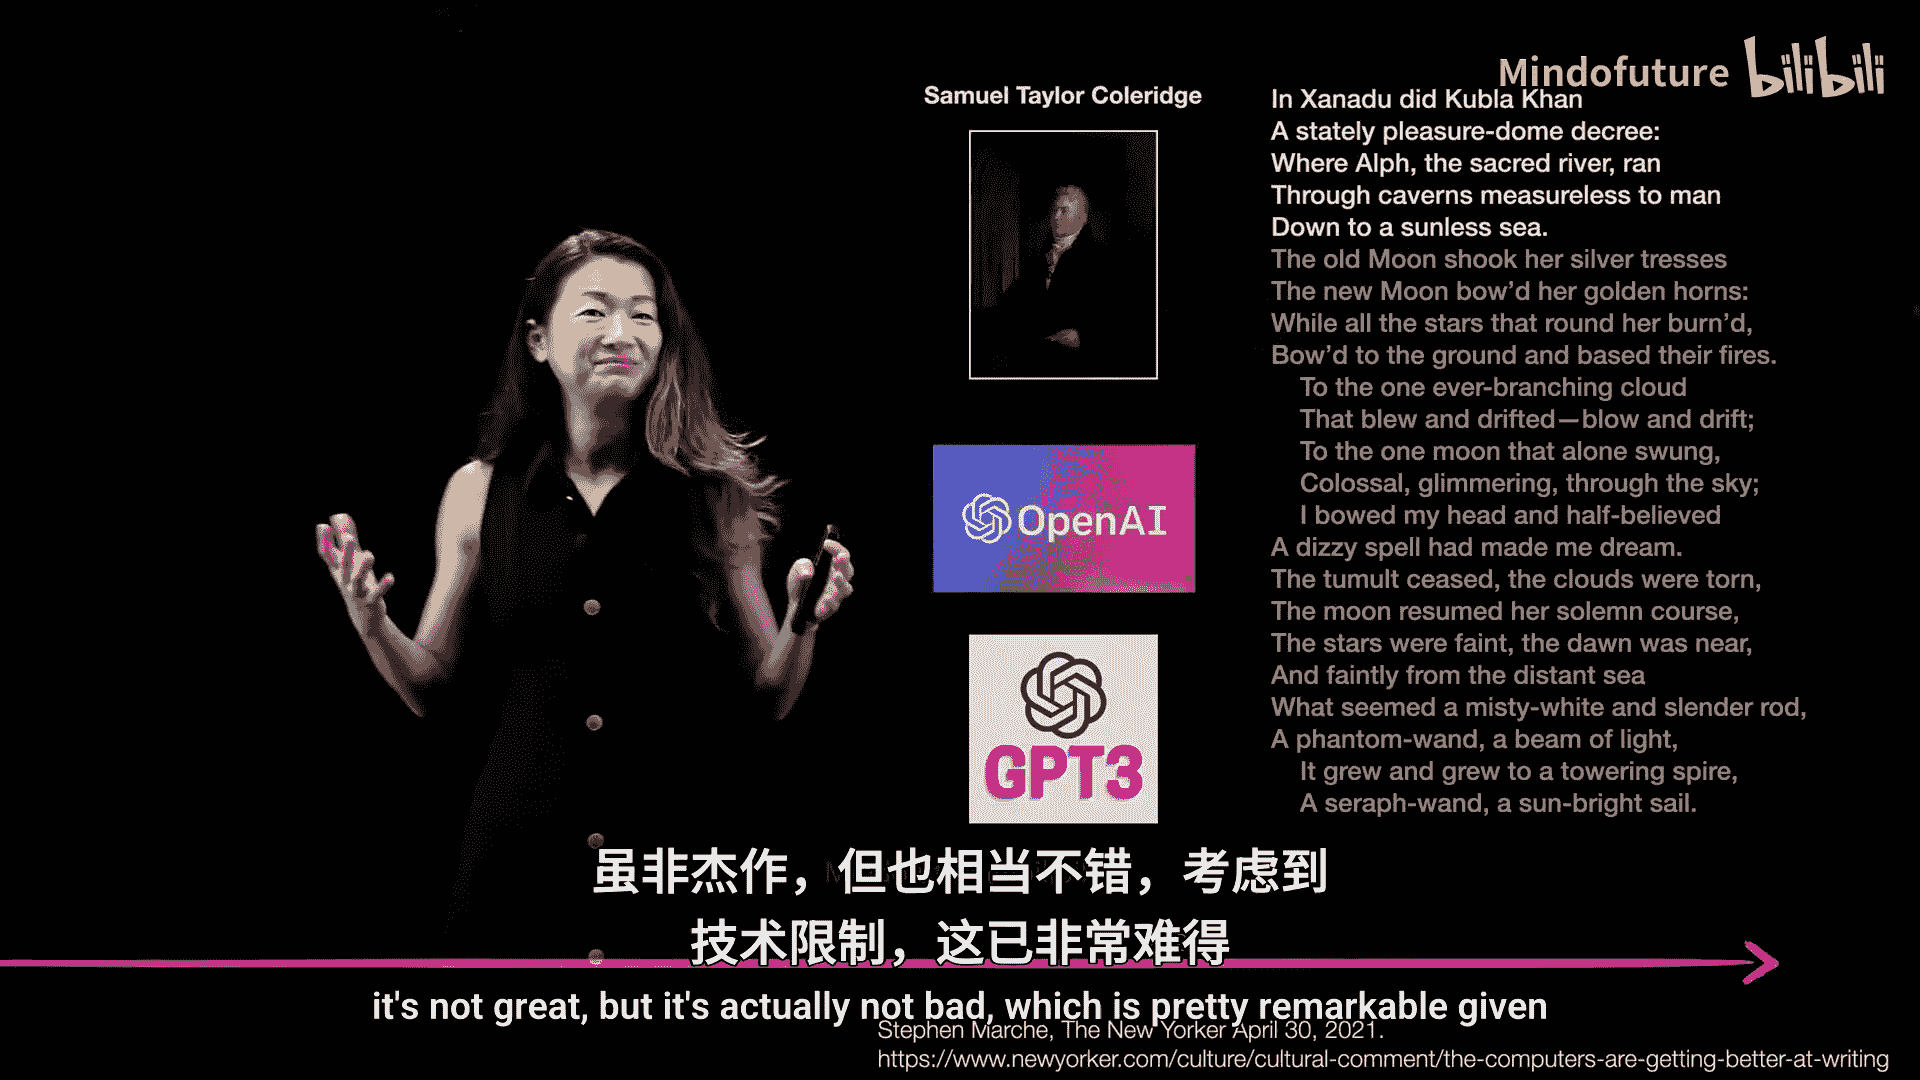 Mindofuture bilibili
Samuel Taylor Coleridge
In Xanadu did Kubla Khan
A stately pleasure-dome decree:
Where Alph, the sacred river, ran
Through caverns measureless to man
Down to a sunless sea.
The old Moon shook her silver tresses
The new Moon bow’d her golden horns:
While all the stars that round her burn’d,
Bow’d to the ground and based their fires.
To the one ever-branching cloud
That blew and drifted—blow and drift;
To the one moon that alone swung,
Colossal, glimmering, through the sky;
I bowed my head and half-believed
A dizzy spell had made me dream.
The tumult ceased, the clouds were torn,
The moon resumed her solemn course,
The stars were faint, the dawn was near,
And faintly from the distant sea
What seemed a misty-white and slender rod,
A phantom-wand, a beam of light,
It grew and grew to a towering spire,
A seraph-wand, a sun-bright sail.
OpenAI
GPT3
虽非杰作，但也相当不错，考虑到
技术限制，这已非常难得
it's not great, but it's actually not bad, which is pretty remarkable given
Stephen Marche, The New Yorker April 30, 2021.
https://www.newyorker.com/culture/cultural-comment/the-computers-are-getting-better-at-writing